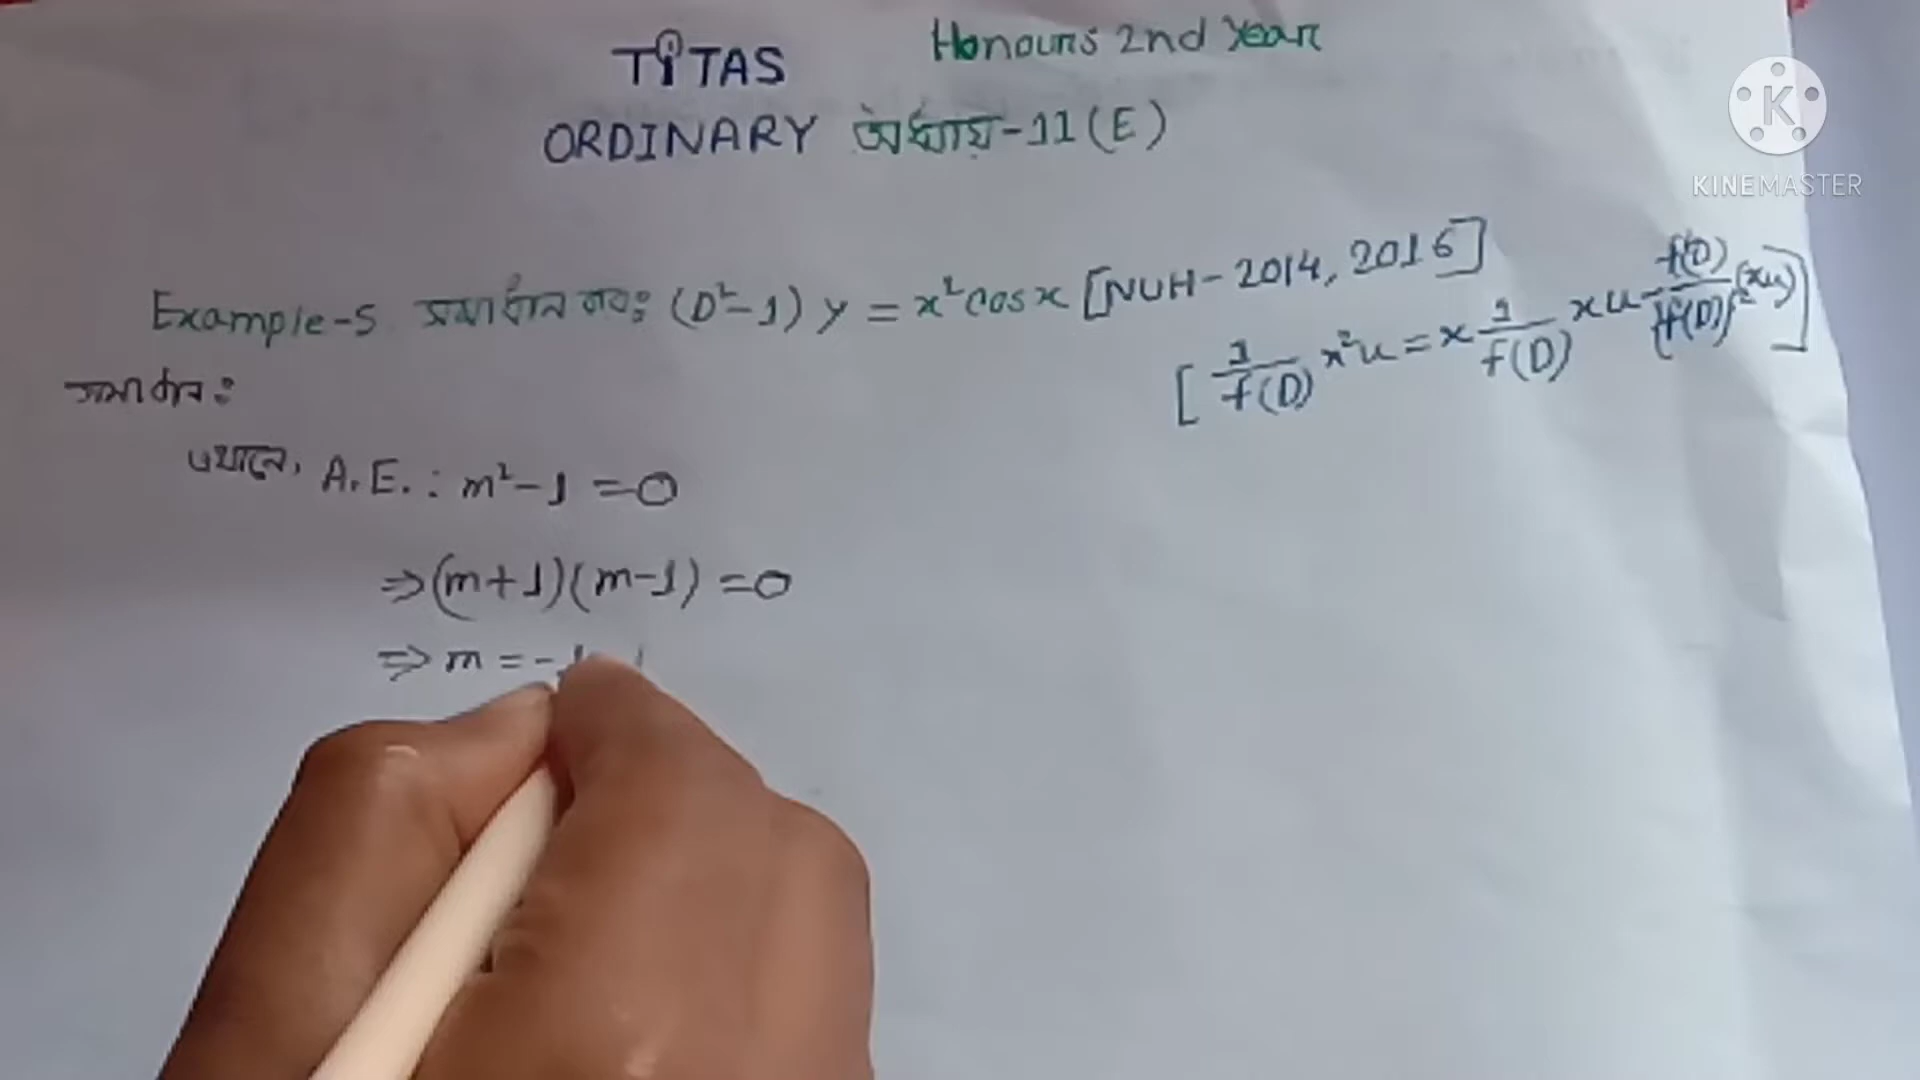 TITAS Honours 2nd Year
ORDINARY অধ্যায়-11(E)
KINEMASTER
Example-5 সমাধান কর: (D²-1) y = x² cos x [NUH-2014, 2016]
[1/f(D) x²u = x 1/f(D) xu - f'(D)/{f(D)}² (xu)]
সমাধান:
এখানে, A.E.: m²-1 =0
⇒(m+1)(m-1) =0
⇒ m = -1